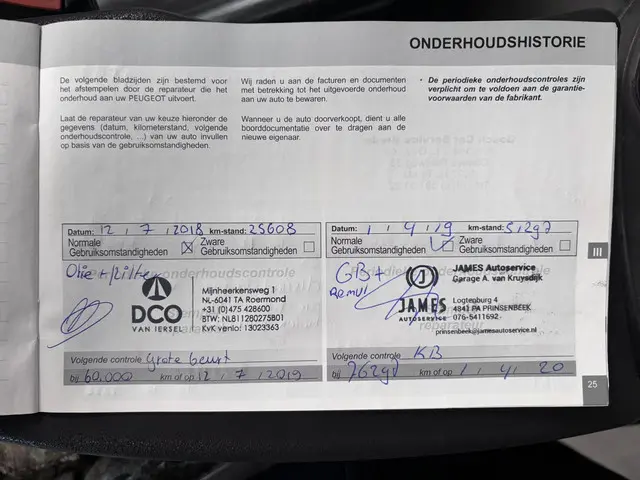 ONDERHOUDSHISTORIE
De volgende bladzijden zijn bestemd voor
het afstempelen door de reparateur die het
onderhoud aan uw PEUGEOT uitvoert.
Laat de reparateur van uw keuze hieronder de
gegevens (datum, kilometerstand, volgende
onderhoudscontrole, ...) van uw auto invullen
op basis van de gebruiksomstandigheden.
Wij raden u aan de facturen en documenten
met betrekking tot het uitgevoerde onderhoud
aan uw auto te bewaren.
Wanneer u de auto doorverkoopt, dient u alle
boorddocumentatie over te dragen aan de
nieuwe eigenaar.
• De periodieke onderhoudscontroles zijn
verplicht om te voldoen aan de garantie-
voorwaarden van de fabrikant.
Datum: 12 / 7 / 2018 km-stand: 25608
Normale
Gebruiksomstandigheden
Zware
Gebruiksomstandigheden
Olie + filter
DCO
VAN IERSEL
Mijnheerkensweg 1
NL-6041 TA Roermond
+31 (0)475 428600
BTW: NL811280275B01
KvK venlo: 13023363
Volgende controle Grote beurt
bij 60.000 km of op 12 / 7 / 2019
Datum: 1 / 4 / 19 km-stand: 51297
Normale
Gebruiksomstandigheden
Zware
Gebruiksomstandigheden
GB +
JAMES
AUTOSERVICE
JAMES Autoservice
Garage A. van Kruysdijk
Logtenburg 4
4841 PA PRINSENBEEK
076-5411692
prinsenbeek@jamesautoservice.nl
reparateur
Volgende controle KB
bij km of op 1 / 4 / 20
III
25